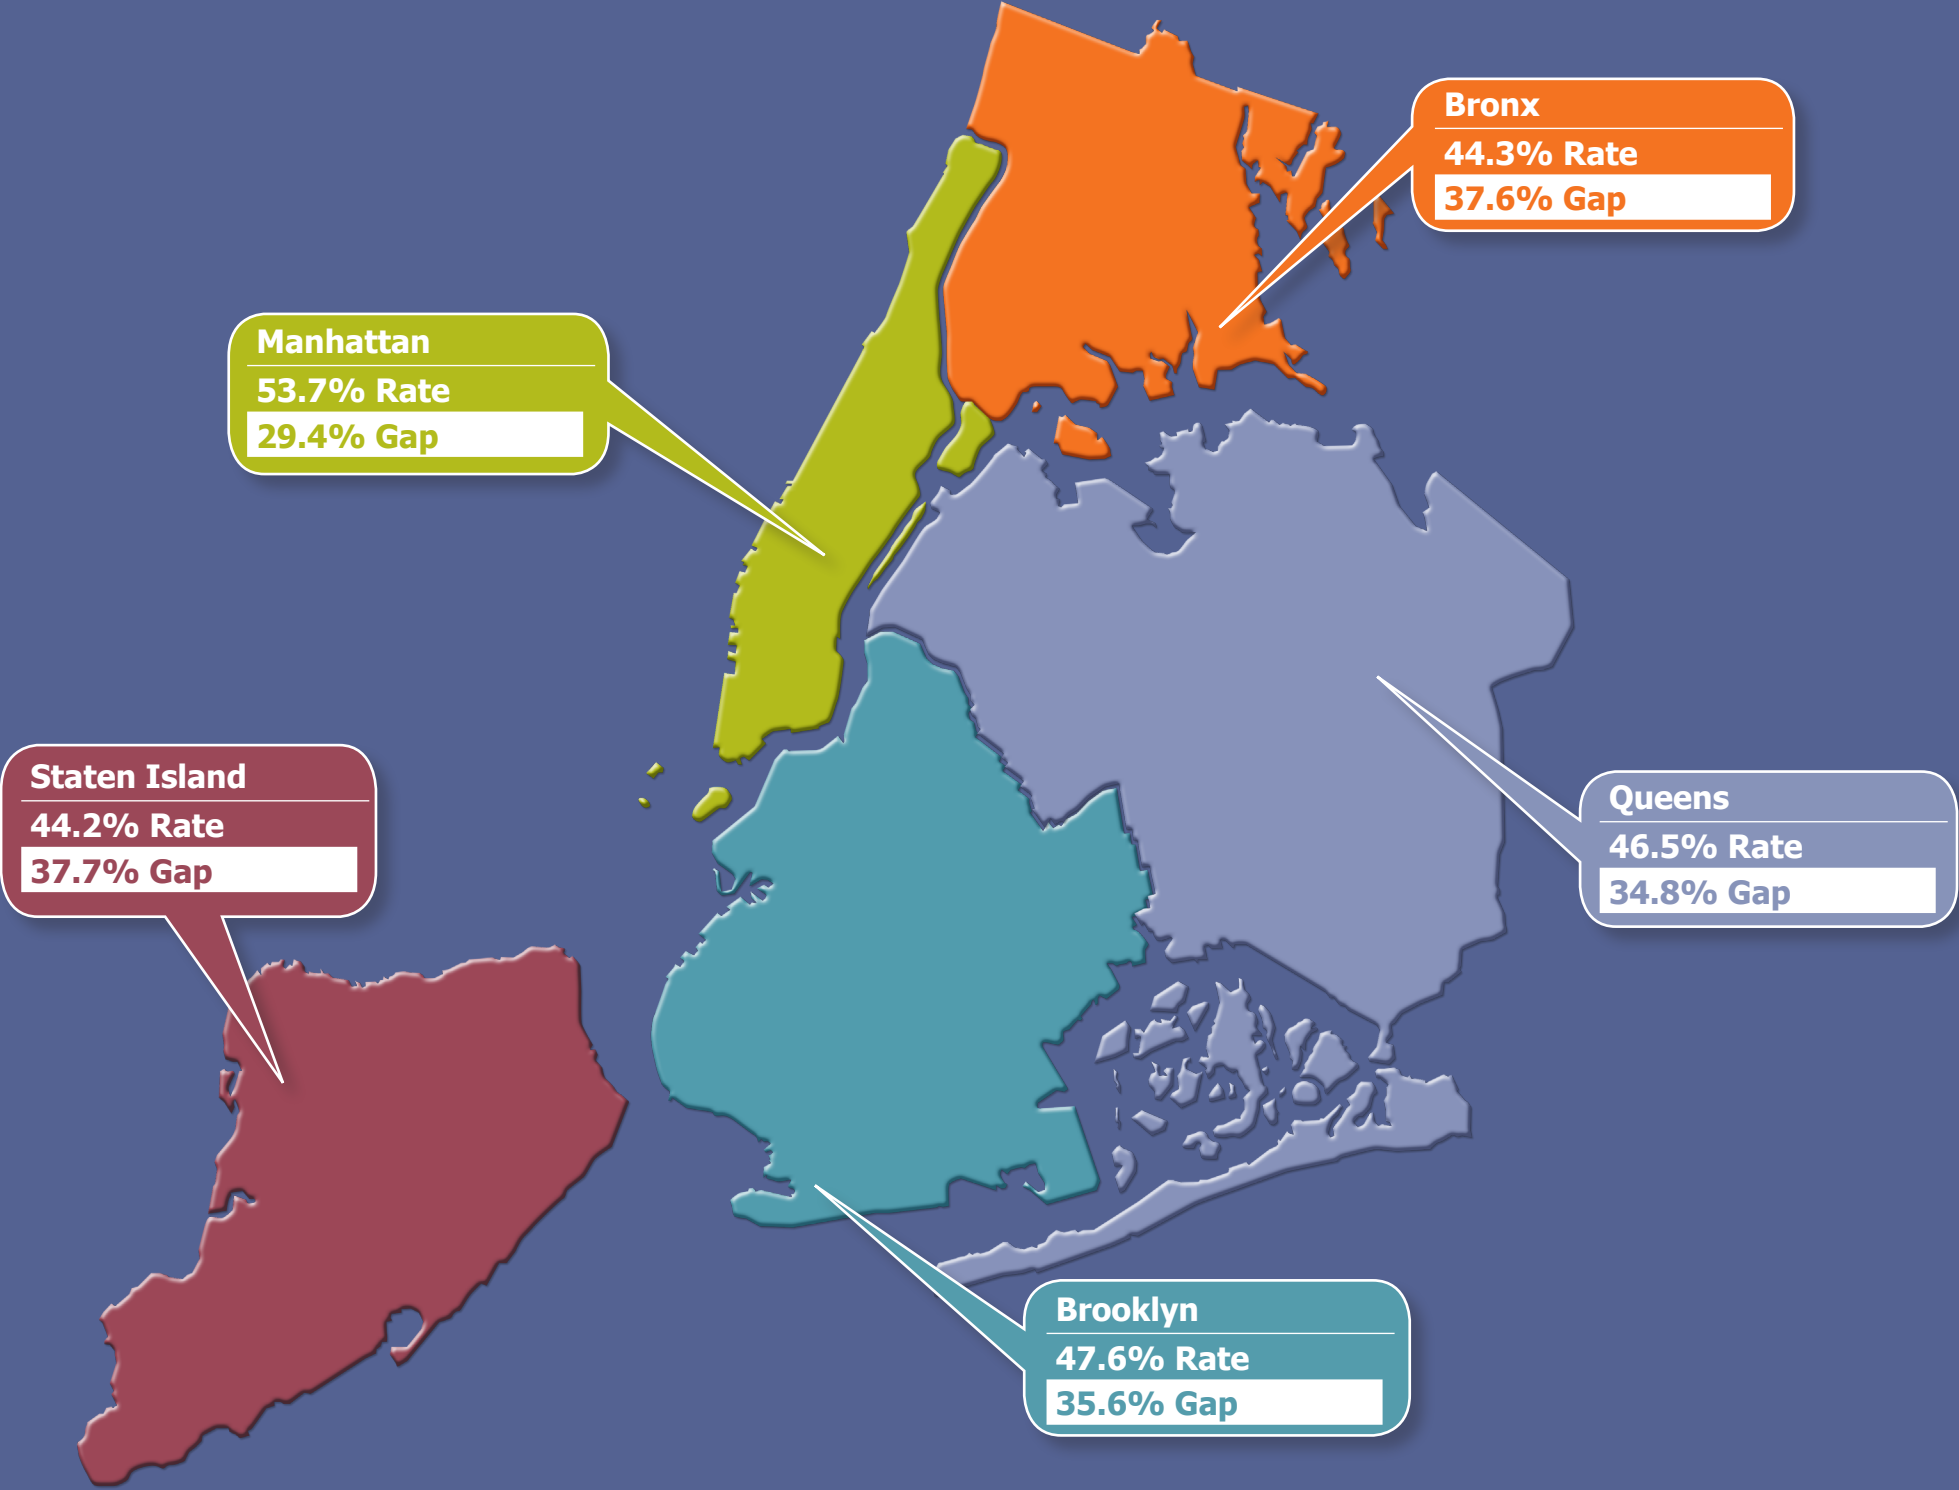 Bronx
44.3% Rate
37.6% Gap
Manhattan
53.7% Rate
29.4% Gap
Staten Island
44.2% Rate
37.7% Gap
Queens
46.5% Rate
34.8% Gap
Brooklyn
47.6% Rate
35.6% Gap